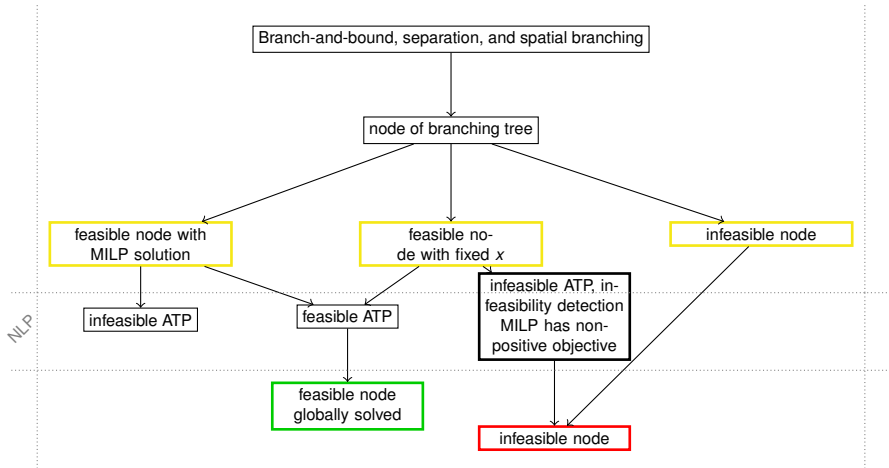 Branch-and-bound, separation, and spatial branching
node of branching tree
feasible node with
MILP solution
feasible no-
de with fixed x
infeasible node
infeasible ATP
feasible ATP
infeasible ATP, in-
feasibility detection
MILP has non-
positive objective
NLP
feasible node
globally solved
infeasible node